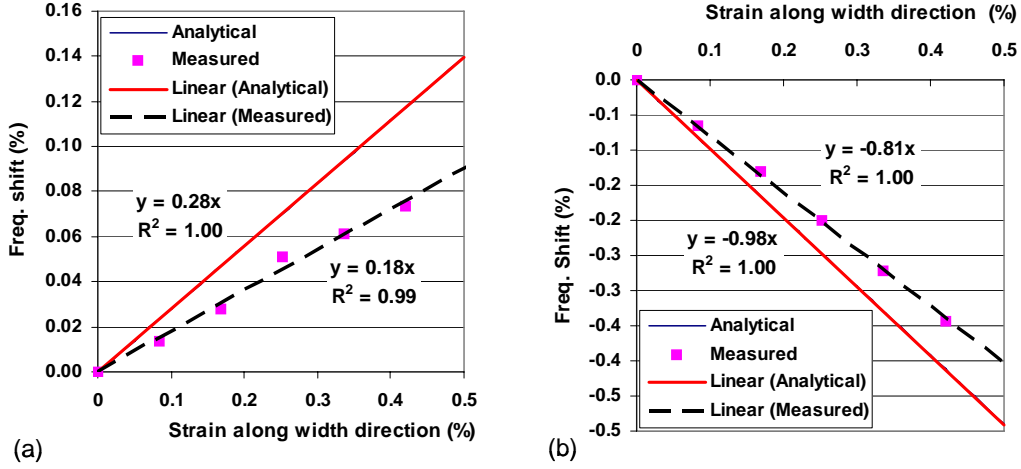 0.16
0.14
0.12
0.10
0.08
0.06
0.04
0.02
0.00
Freq. shift (%)
Analytical
Measured
Linear (Analytical)
Linear (Measured)
y = 0.28x
R² = 1.00
y = 0.18x
R² = 0.99
0 0.1 0.2 0.3 0.4 0.5
Strain along width direction (%)
(a)
Strain along width direction (%)
0 0.1 0.2 0.3 0.4 0.5
0.0
-0.1
-0.1
-0.2
-0.2
-0.3
-0.3
-0.4
-0.4
-0.5
-0.5
Freq. Shift (%)
y = -0.81x
R² = 1.00
y = -0.98x
R² = 1.00
Analytical
Measured
Linear (Analytical)
Linear (Measured)
(b)